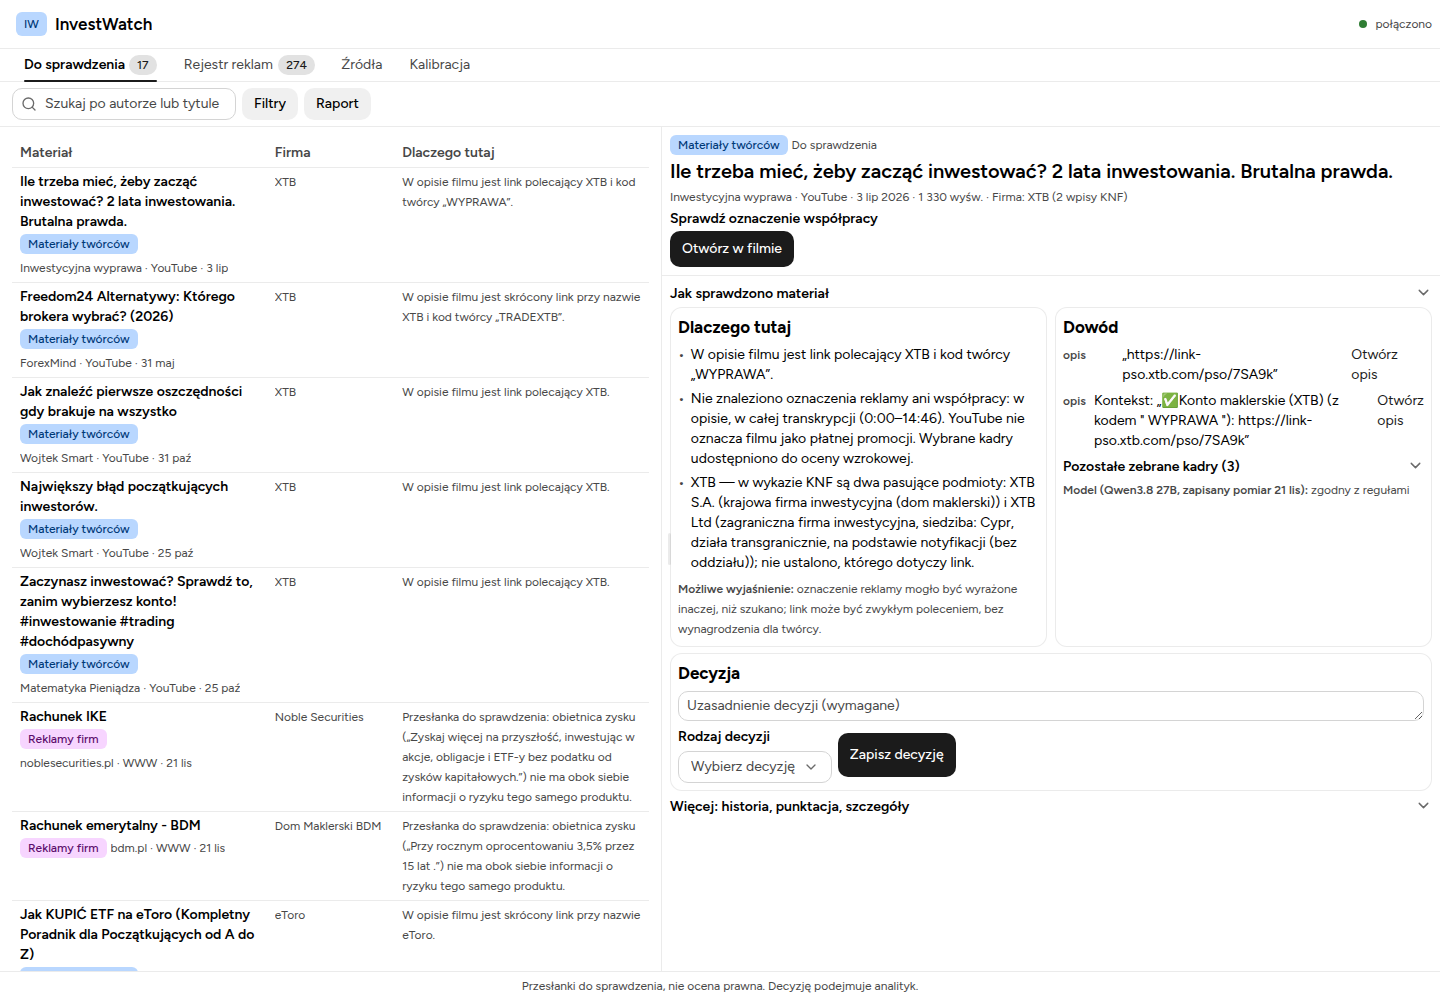 IW InvestWatch
połączono
Do sprawdzenia 17
Rejestr reklam 274
Źródła
Kalibracja
Szukaj po autorze lub tytule
Filtry
Raport
Materiał Firma Dlaczego tutaj
Ile trzeba mieć, żeby zacząć
inwestować? 2 lata inwestowania.
Brutalna prawda.
Materiały twórców
Inwestycyjna wyprawa · YouTube · 3 lip
XTB
W opisie filmu jest link polecający XTB i kod
twórcy „WYPRAWA”.
Freedom24 Alternatywy: Którego
brokera wybrać? (2026)
Materiały twórców
ForexMind · YouTube · 31 maj
XTB
W opisie filmu jest skrócony link przy nazwie
XTB i kod twórcy „TRADEXTB”.
Jak znaleźć pierwsze oszczędności
gdy brakuje na wszystko
Materiały twórców
Wojtek Smart · YouTube · 31 paź
XTB
W opisie filmu jest link polecający XTB.
Największy błąd początkujących
inwestorów.
Materiały twórców
Wojtek Smart · YouTube · 25 paź
XTB
W opisie filmu jest link polecający XTB.
Zaczynasz inwestować? Sprawdź to,
zanim wybierzesz konto!
#inwestowanie #trading
#dochódpasywny
Materiały twórców
Matematyka Pieniądza · YouTube · 25 paź
XTB
W opisie filmu jest link polecający XTB.
Rachunek IKE
Reklamy firm
noblesecurities.pl · WWW · 21 lis
Noble Securities
Przesłanka do sprawdzenia: obietnica zysku
(„Zyskaj więcej na przyszłość, inwestując w
akcje, obligacje i ETF-y bez podatku od
zysków kapitałowych.”) nie ma obok siebie
informacji o ryzyku tego samego produktu.
Rachunek emerytalny - BDM
Reklamy firm bdm.pl · WWW · 21 lis
Dom Maklerski BDM
Przesłanka do sprawdzenia: obietnica zysku
(„Przy rocznym oprocentowaniu 3,5% przez
15 lat .”) nie ma obok siebie informacji o
ryzyku tego samego produktu.
Jak KUPIĆ ETF na eToro (Kompletny
Poradnik dla Początkujących od A do
Z)
eToro
W opisie filmu jest skrócony link przy nazwie
eToro.
Materiały twórców Do sprawdzenia
Ile trzeba mieć, żeby zacząć inwestować? 2 lata inwestowania. Brutalna prawda.
Inwestycyjna wyprawa · YouTube · 3 lip 2026 · 1 330 wyśw. · Firma: XTB (2 wpisy KNF)
Sprawdź oznaczenie współpracy
Otwórz w filmie
Jak sprawdzono materiał
Dlaczego tutaj
• W opisie filmu jest link polecający XTB i kod twórcy
„WYPRAWA”.
• Nie znaleziono oznaczenia reklamy ani współpracy: w
opisie, w całej transkrypcji (0:00–14:46). YouTube nie
oznacza filmu jako płatnej promocji. Wybrane kadry
udostępniono do oceny wzrokowej.
• XTB — w wykazie KNF są dwa pasujące podmioty: XTB
S.A. (krajowa firma inwestycyjna (dom maklerski)) i XTB
Ltd (zagraniczna firma inwestycyjna, siedziba: Cypr,
działa transgranicznie, na podstawie notyfikacji (bez
oddziału)); nie ustalono, którego dotyczy link.
Możliwe wyjaśnienie: oznaczenie reklamy mogło być wyrażone
inaczej, niż szukano; link może być zwykłym poleceniem, bez
wynagrodzenia dla twórcy.
Dowód
opis „https://link- Otwórz
pso.xtb.com/pso/7SA9k” opis
opis Kontekst: „✅Konto maklerskie (XTB) (z Otwórz
kodem " WYPRAWA "): https://link- opis
pso.xtb.com/pso/7SA9k”
Pozostałe zebrane kadry (3)
Model (Qwen3.8 27B, zapisany pomiar 21 lis): zgodny z regułami
Decyzja
Uzasadnienie decyzji (wymagane)
Rodzaj decyzji
Wybierz decyzję
Zapisz decyzję
Więcej: historia, punktacja, szczegóły
Przesłanki do sprawdzenia, nie ocena prawna. Decyzję podejmuje analityk.